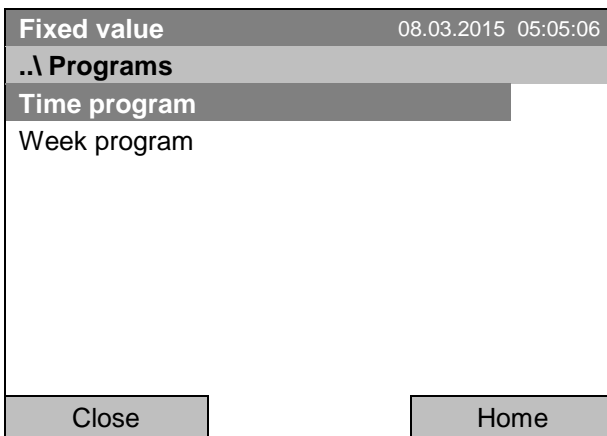 Fixed value 08.03.2015 05:05:06
..\ Programs
Time program
Week program
Close Home